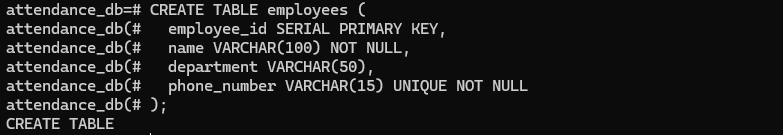 attendance_db=# CREATE TABLE employees (
attendance_db(#   employee_id SERIAL PRIMARY KEY,
attendance_db(#   name VARCHAR(100) NOT NULL,
attendance_db(#   department VARCHAR(50),
attendance_db(#   phone_number VARCHAR(15) UNIQUE NOT NULL
attendance_db(# );
CREATE TABLE